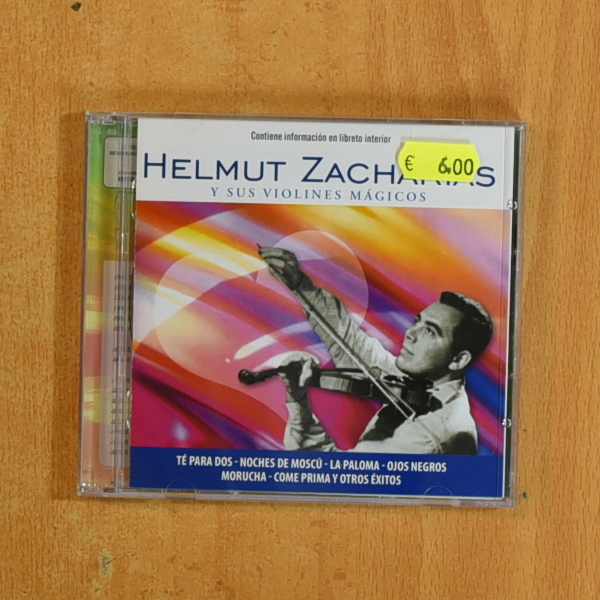 Contiene información en libreto interior
HELMUT ZACHARIAS
€ 6.00
Y SUS VIOLINES MÁGICOS
TÉ PARA DOS - NOCHES DE MOSCÚ - LA PALOMA - OJOS NEGROS
MORUCHA - COME PRIMA Y OTROS ÉXITOS